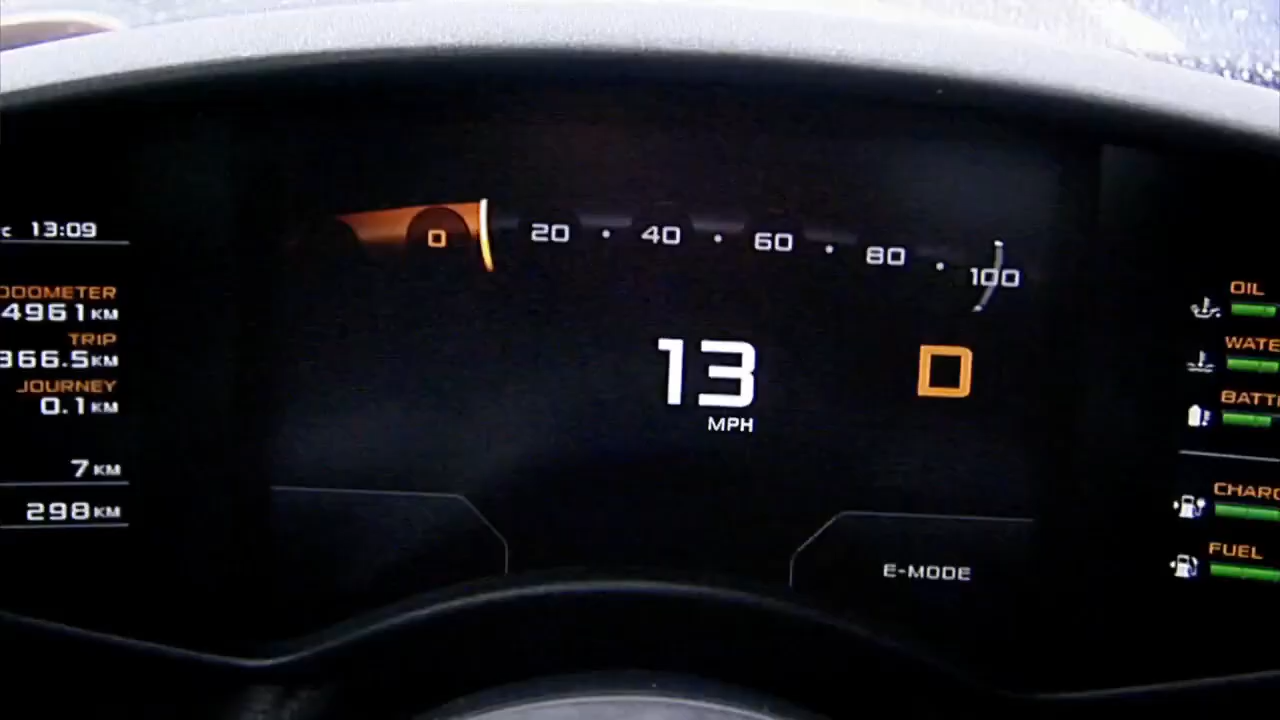 c 13:09
ODOMETER
4961 KM
TRIP
366.5 KM
JOURNEY
0.1 KM
7 KM
298 KM
0 20 • 40 • 60 • 80 • 100
13
MPH
D
E-MODE
OIL
WATE
BATT
CHARG
FUEL